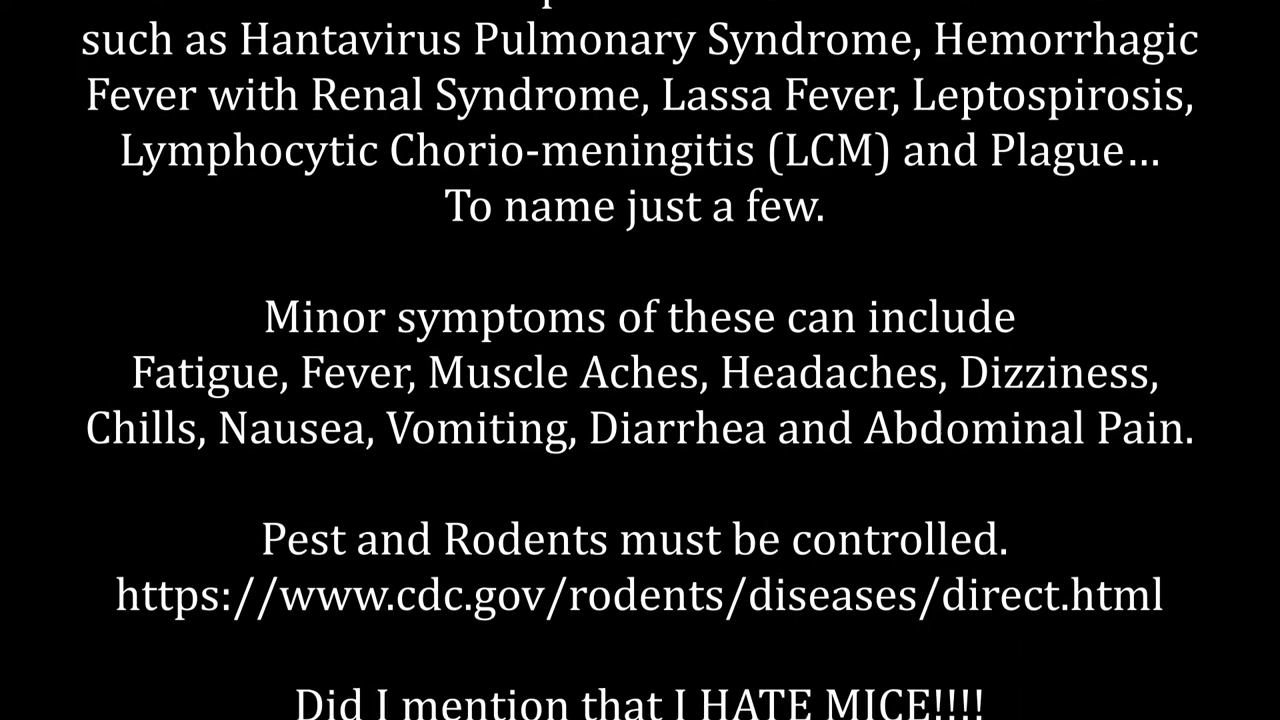 such as Hantavirus Pulmonary Syndrome, Hemorrhagic
Fever with Renal Syndrome, Lassa Fever, Leptospirosis,
Lymphocytic Chorio-meningitis (LCM) and Plague…
To name just a few.
Minor symptoms of these can include
Fatigue, Fever, Muscle Aches, Headaches, Dizziness,
Chills, Nausea, Vomiting, Diarrhea and Abdominal Pain.
Pest and Rodents must be controlled.
https://www.cdc.gov/rodents/diseases/direct.html
Did I mention that I HATE MICE!!!!